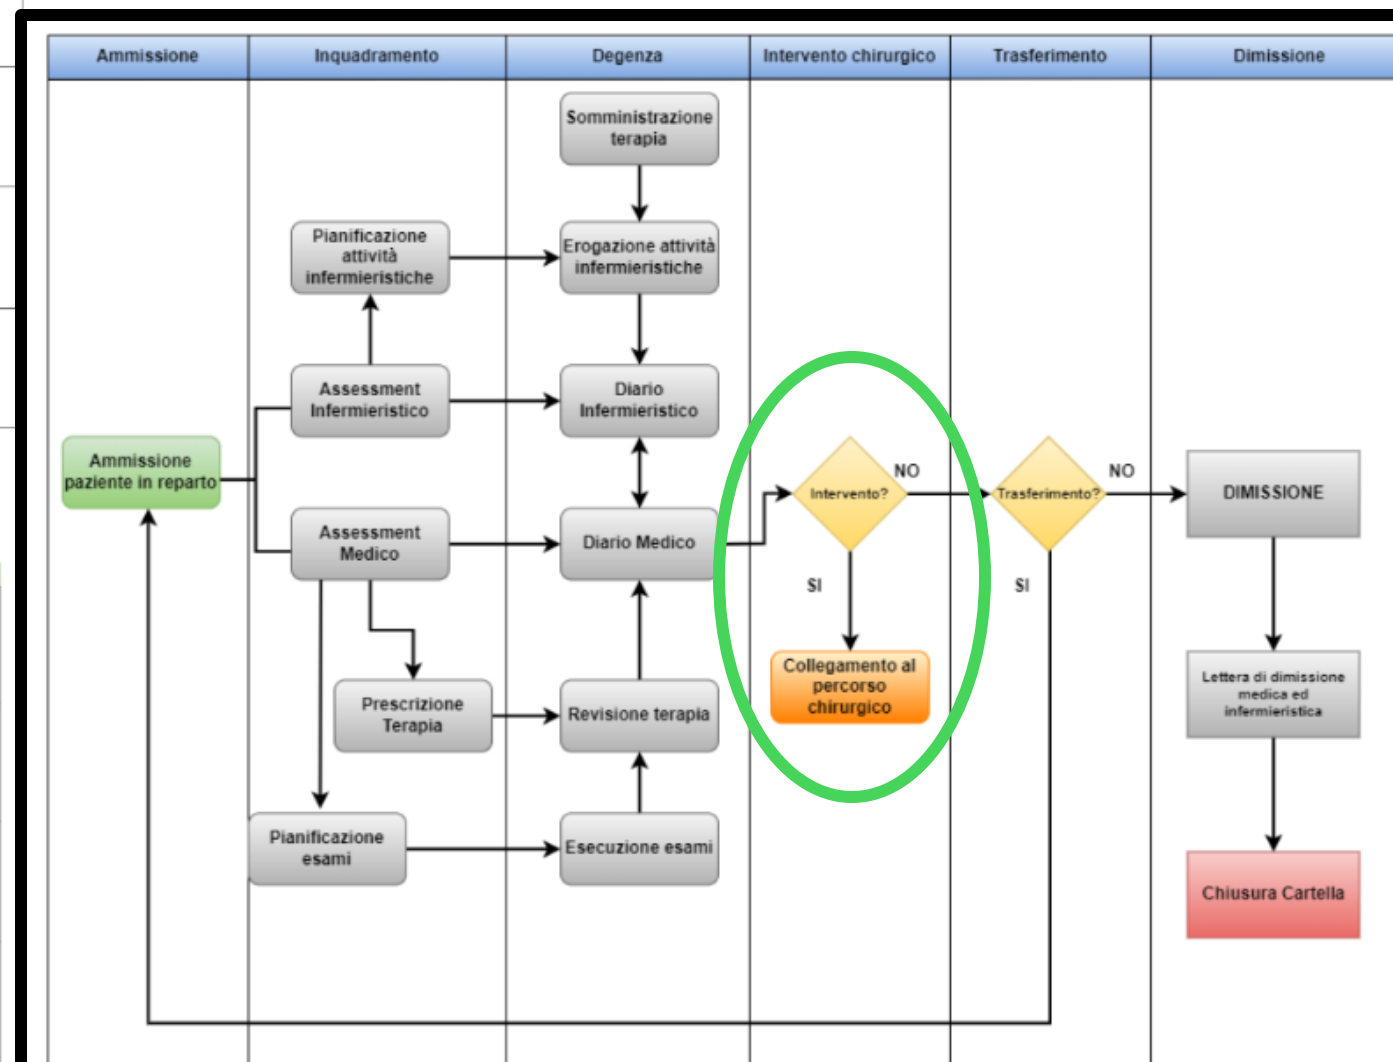 Ammissione
Inquadramento
Degenza
Intervento chirurgico
Trasferimento
Dimissione
Somministrazione
terapia
Pianificazione
attività
infermieristiche
Erogazione attività
infermieristiche
Assessment
Infermieristico
Diario
Infermieristico
Ammissione
paziente in reparto
Intervento?
NO
Trasferimento?
NO
DIMISSIONE
Assessment
Medico
Diario Medico
SI
SI
Collegamento al
percorso
chirurgico
Lettera di dimissione
medica ed
infermieristica
Prescrizione
Terapia
Revisione terapia
Pianificazione
esami
Esecuzione esami
Chiusura Cartella